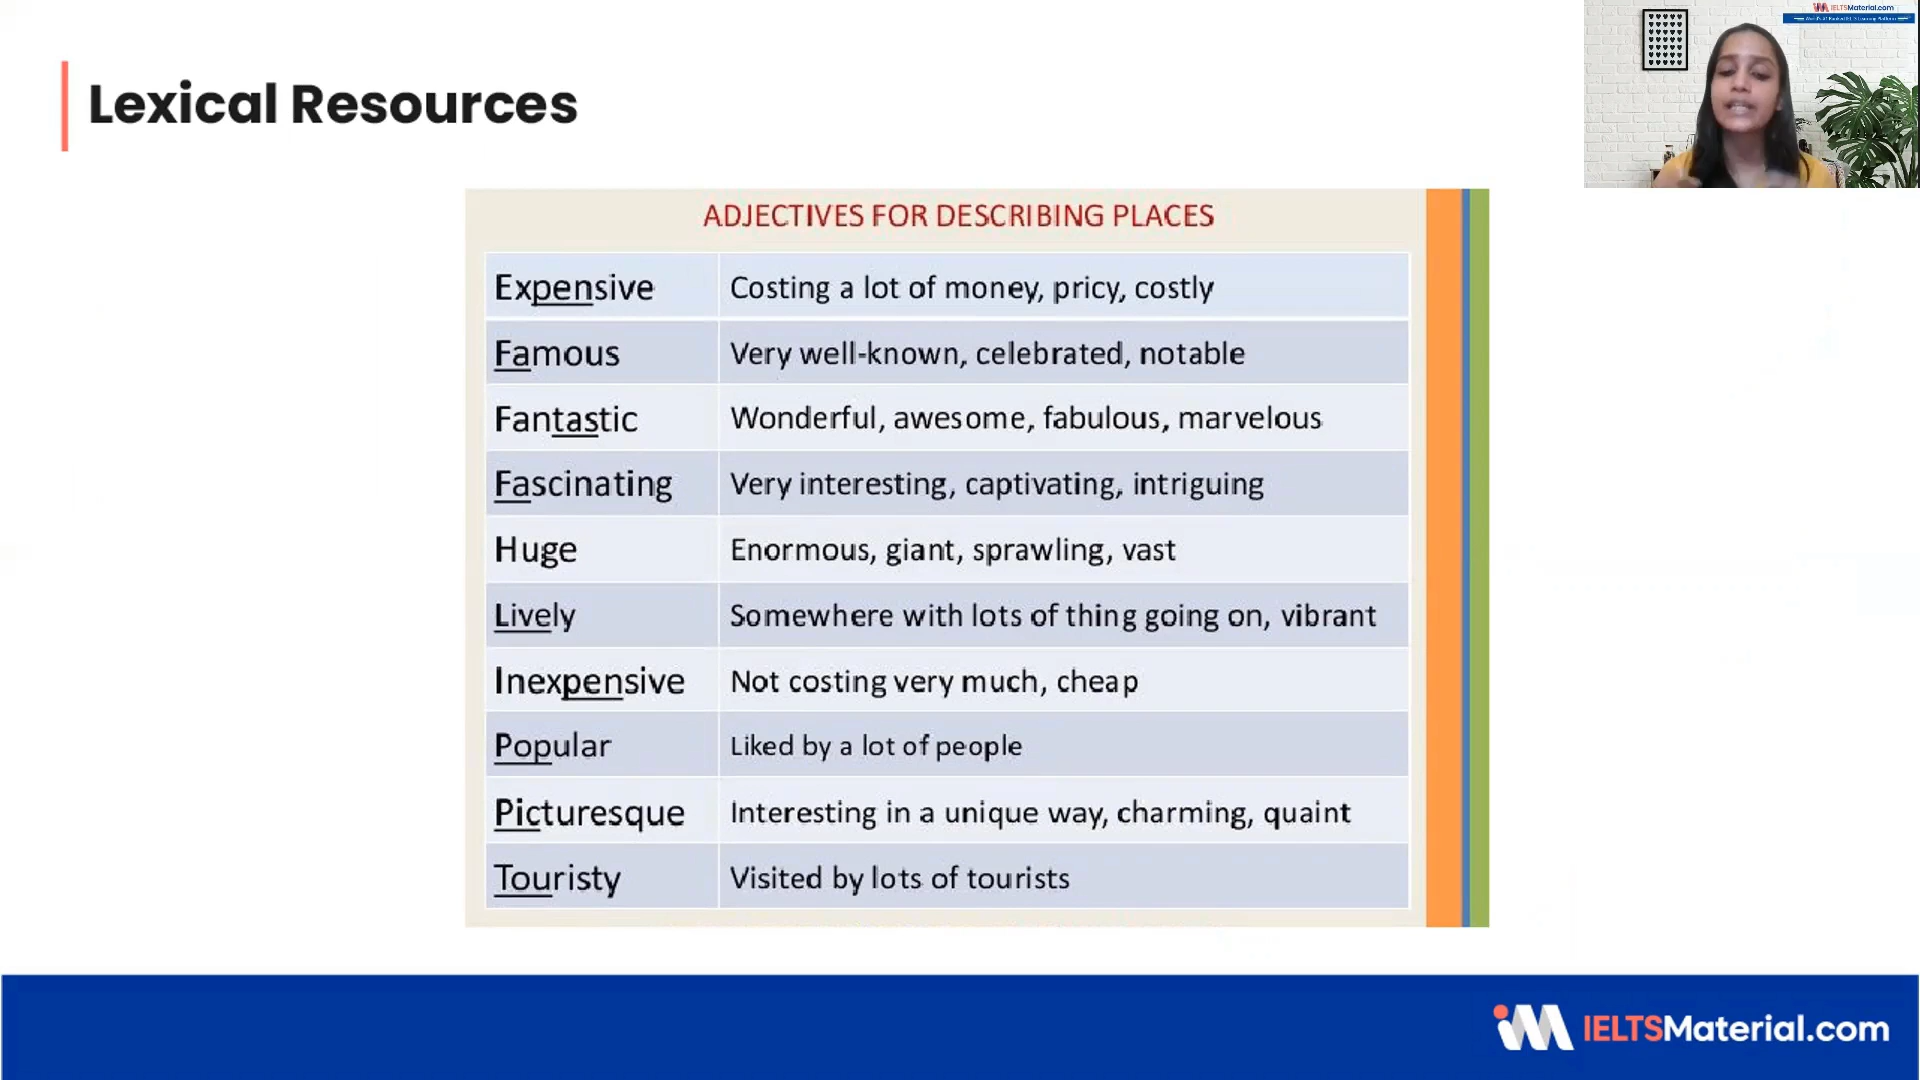 IELTSMaterial.com
Lexical Resources
ADJECTIVES FOR DESCRIBING PLACES
Expensive Costing a lot of money, pricy, costly
Famous Very well-known, celebrated, notable
Fantastic Wonderful, awesome, fabulous, marvelous
Fascinating Very interesting, captivating, intriguing
Huge Enormous, giant, sprawling, vast
Lively Somewhere with lots of thing going on, vibrant
Inexpensive Not costing very much, cheap
Popular Liked by a lot of people
Picturesque Interesting in a unique way, charming, quaint
Touristy Visited by lots of tourists
iM IELTSMaterial.com